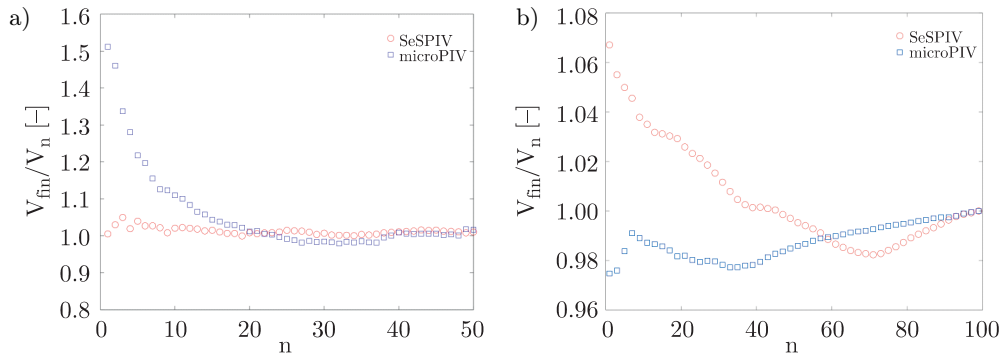 a)
1.6
1.5
1.4
1.3
1.2
1.1
1.0
0.9
0.8
V_fin/V_n [−]
SeSPIV
microPIV
0 10 20 30 40 50
n
b)
1.08
1.06
1.04
1.02
1.00
0.98
0.96
V_fin/V_n [−]
SeSPIV
microPIV
0 20 40 60 80 100
n